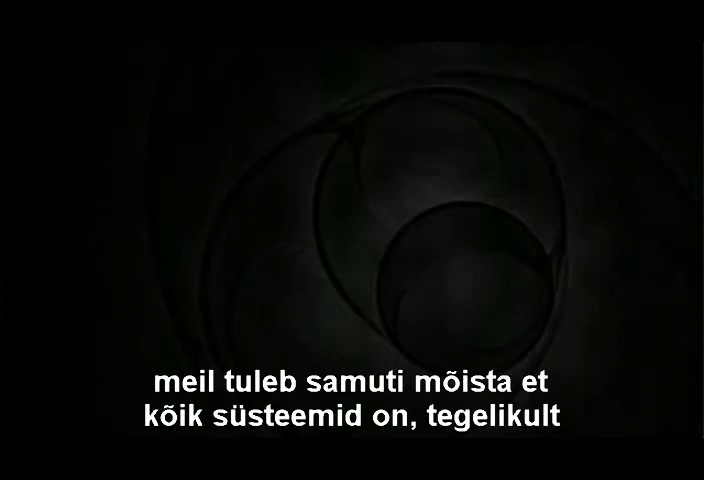 meil tuleb samuti mõista et
kõik süsteemid on, tegelikult